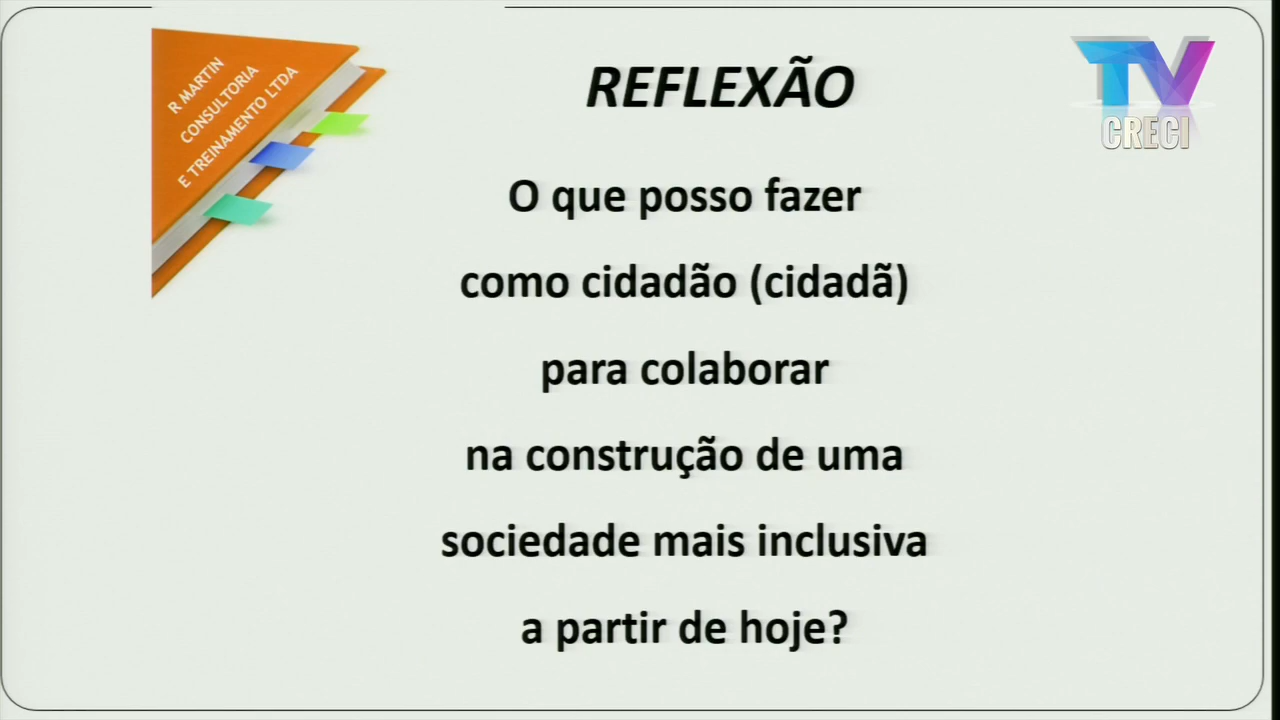 R MARTIN
CONSULTORIA
E TREINAMENTO LTDA
REFLEXÃO
TV
CRECI
O que posso fazer
como cidadão (cidadã)
para colaborar
na construção de uma
sociedade mais inclusiva
a partir de hoje?